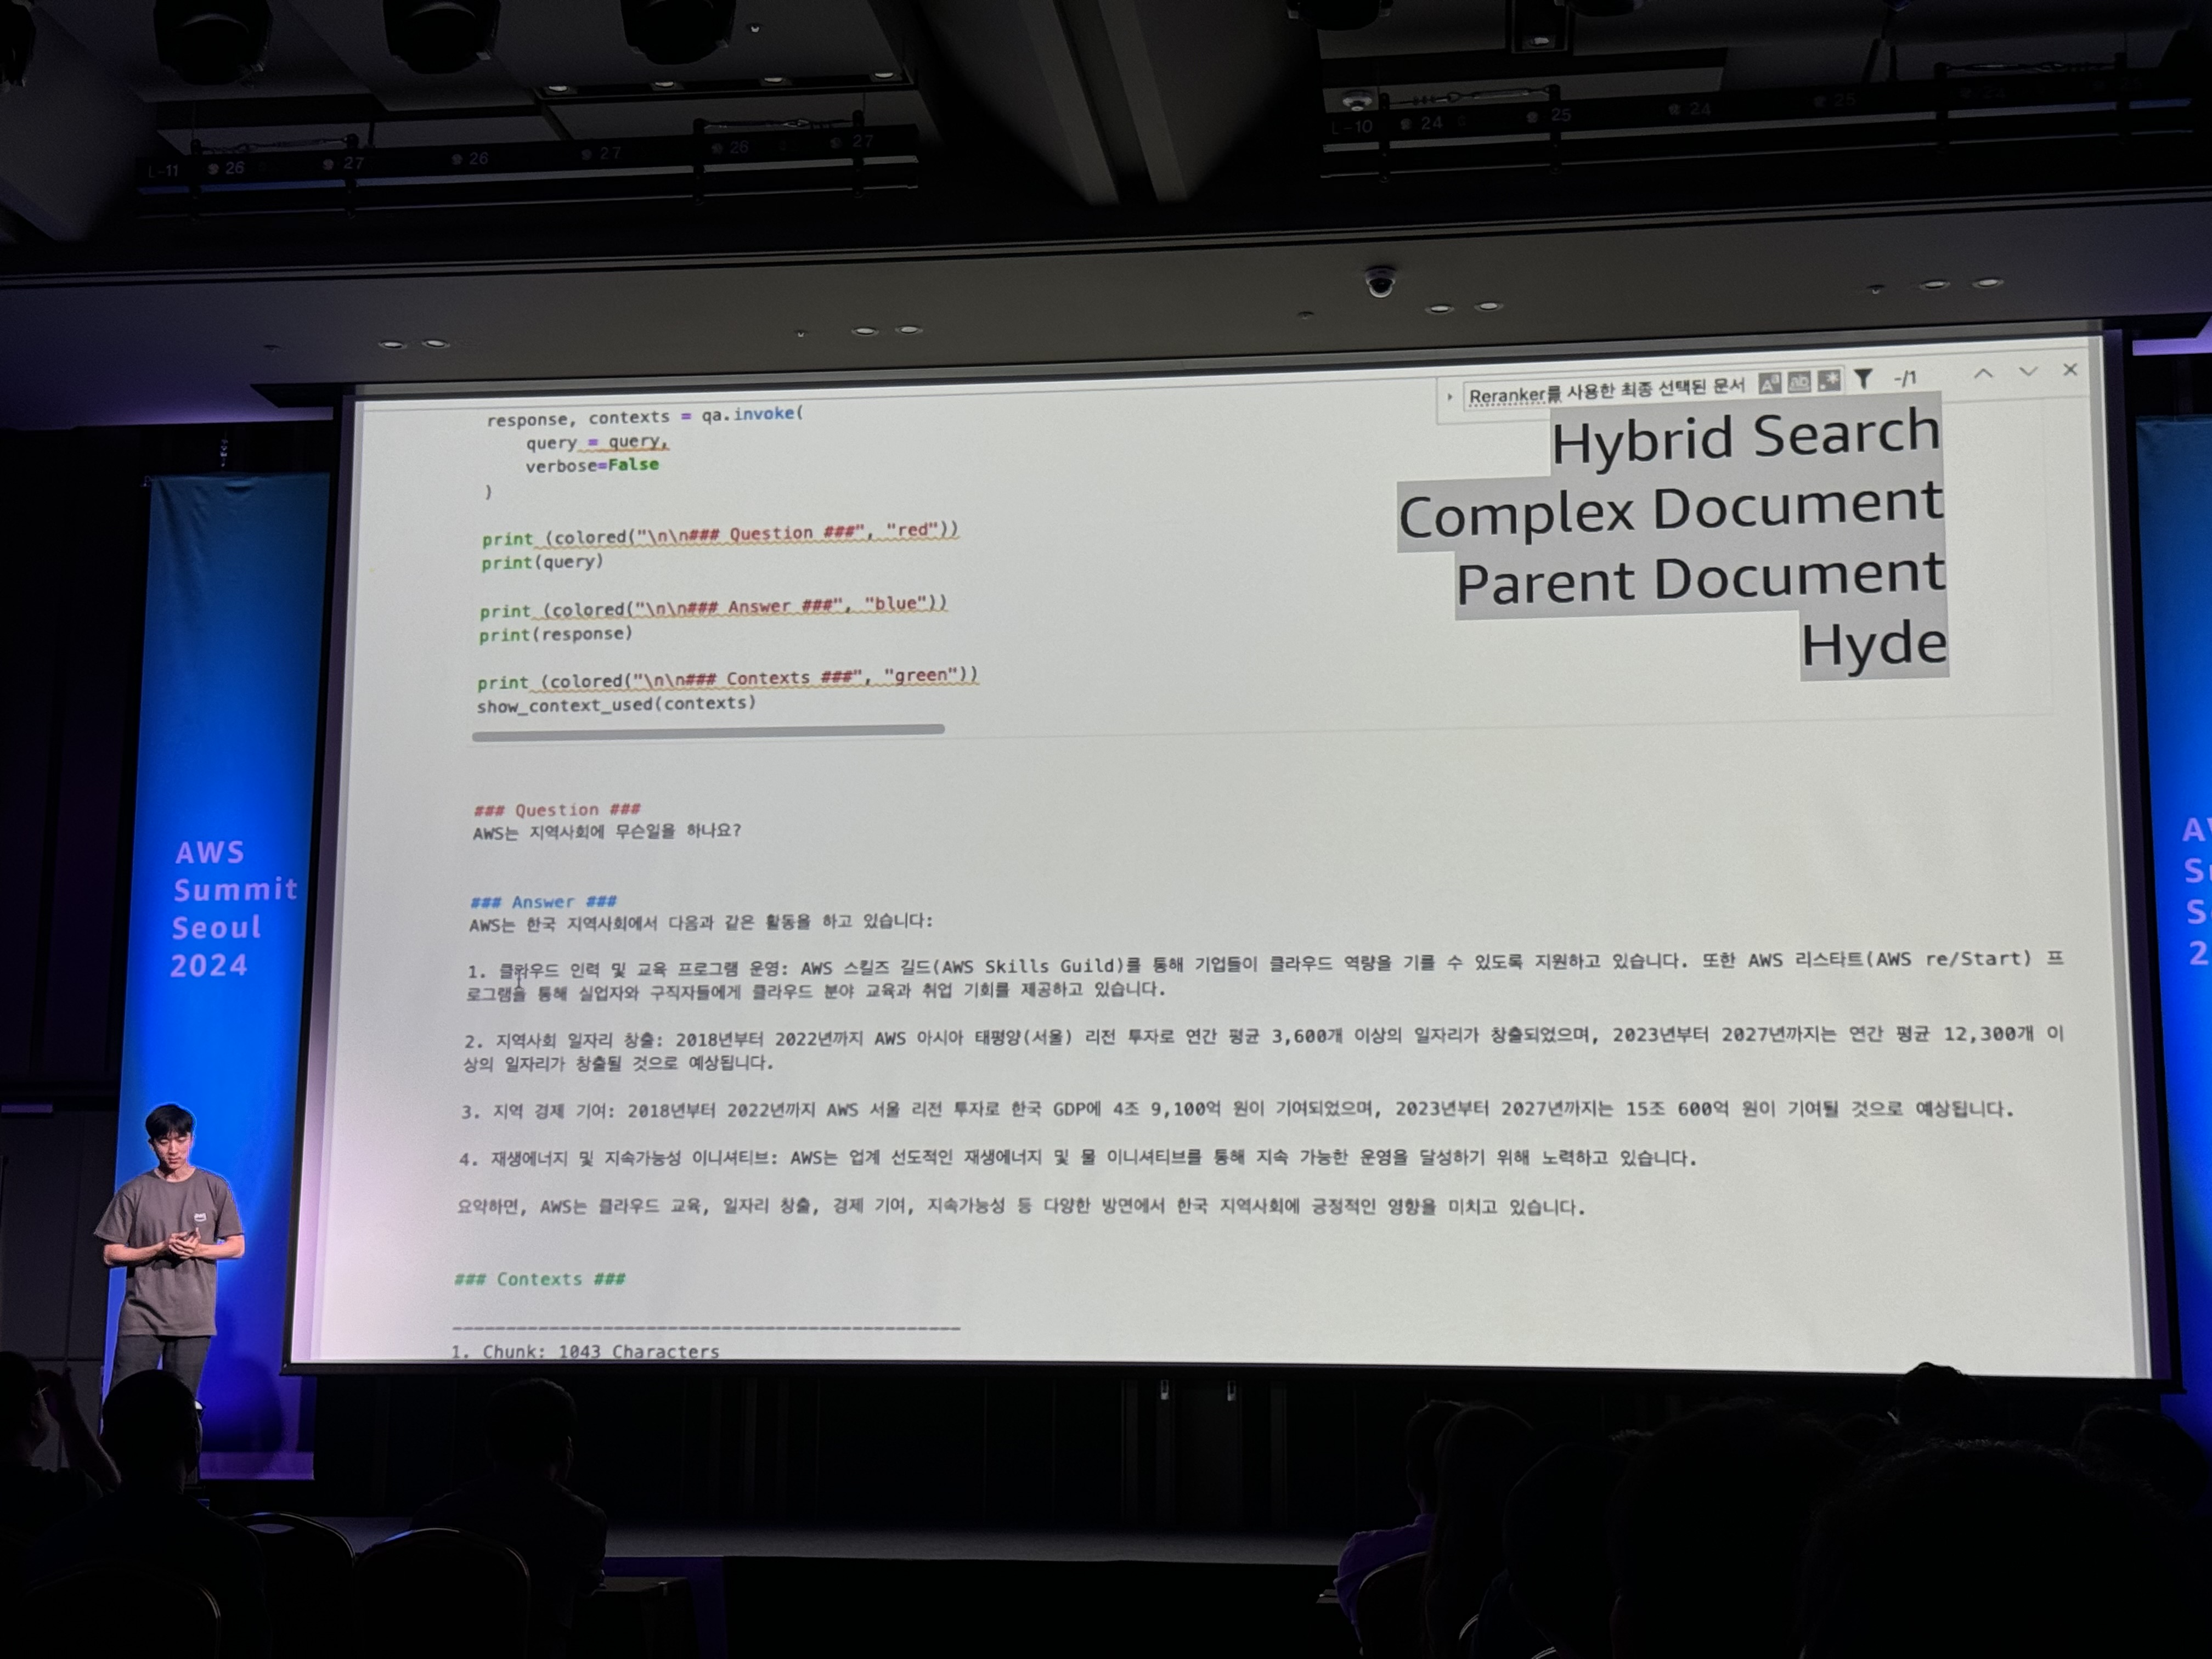 L-11 26 27 26 27 26 27
L-10 24 25 24 25
response, contexts = qa.invoke(
query = query,
verbose=False
)
print (colored("\n\n### Question ###", "red"))
print(query)
print (colored("\n\n### Answer ###", "blue"))
print(response)
print (colored("\n\n### Contexts ###", "green"))
show_context_used(contexts)
Reranker를 사용한 최종 선택된 문서 -/1
Hybrid Search
Complex Document
Parent Document
Hyde
### Question ###
AWS는 지역사회에 무슨일을 하나요?
### Answer ###
AWS는 한국 지역사회에서 다음과 같은 활동을 하고 있습니다:
1. 클라우드 인력 및 교육 프로그램 운영: AWS 스킬즈 길드(AWS Skills Guild)를 통해 기업들이 클라우드 역량을 기를 수 있도록 지원하고 있습니다. 또한 AWS 리스타트(AWS re/Start) 프
로그램을 통해 실업자와 구직자들에게 클라우드 분야 교육과 취업 기회를 제공하고 있습니다.
2. 지역사회 일자리 창출: 2018년부터 2022년까지 AWS 아시아 태평양(서울) 리전 투자로 연간 평균 3,600개 이상의 일자리가 창출되었으며, 2023년부터 2027년까지는 연간 평균 12,300개 이
상의 일자리가 창출될 것으로 예상됩니다.
3. 지역 경제 기여: 2018년부터 2022년까지 AWS 서울 리전 투자로 한국 GDP에 4조 9,100억 원이 기여되었으며, 2023년부터 2027년까지는 15조 600억 원이 기여될 것으로 예상됩니다.
4. 재생에너지 및 지속가능성 이니셔티브: AWS는 업계 선도적인 재생에너지 및 물 이니셔티브를 통해 지속 가능한 운영을 달성하기 위해 노력하고 있습니다.
요약하면, AWS는 클라우드 교육, 일자리 창출, 경제 기여, 지속가능성 등 다양한 방면에서 한국 지역사회에 긍정적인 영향을 미치고 있습니다.
### Contexts ###
1. Chunk: 1043 Characters
AWS
Summit
Seoul
2024